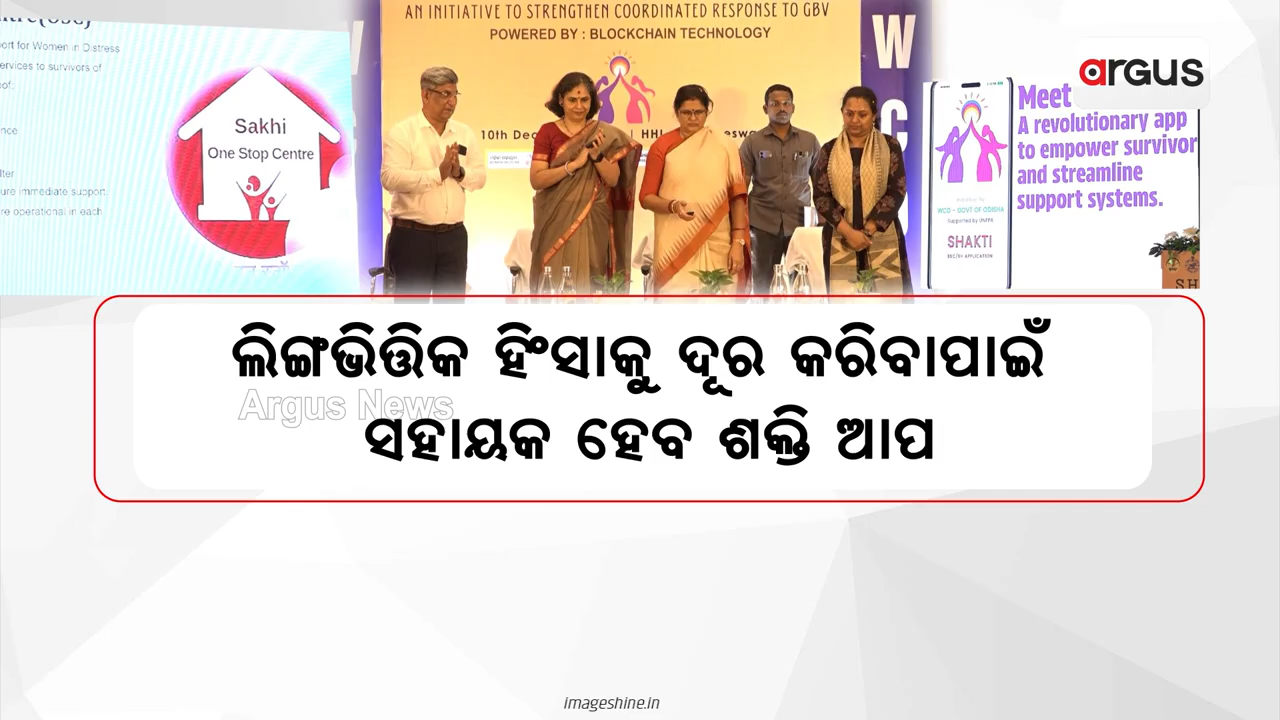 ort for Women in Distress
ervices to survivors of
Sakhi
One Stop Centre
ure immediate support.
re operational in each
AN INITIATIVE TO STRENGTHEN COORDINATED RESPONSE TO GBV
POWERED BY : BLOCKCHAIN TECHNOLOGY
W
C
10th Dec
argus
Meet
A revolutionary app
to empower survivor
and streamline
support systems.
WCD - GOVT OF ODISHA
Supported by UNFPA
SHAKTI
SH
ଲିଙ୍ଗଭିତ୍ତିକ ହିଂସାକୁ ଦୂର କରିବାପାଇଁ
Argus News
ସହାୟକ ହେବ ଶକ୍ତି ଆପ
imageshine.in